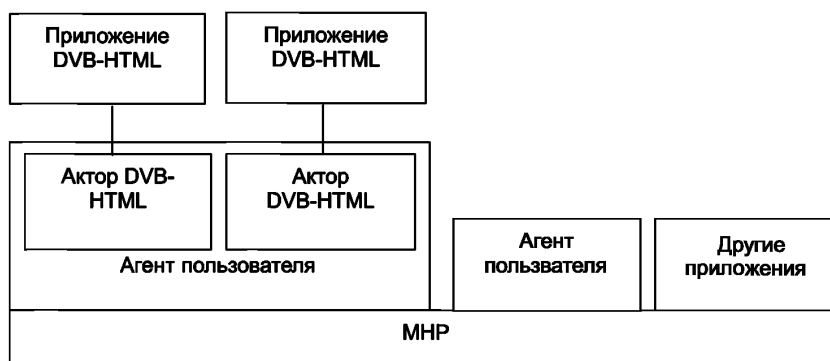 Приложение
DVB-HTML
Приложение
DVB-HTML
Актор DVB-
HTML
Актор
DVB-HTML
Агент пользователя
Агент
пользвателя
Другие
приложения
MHP